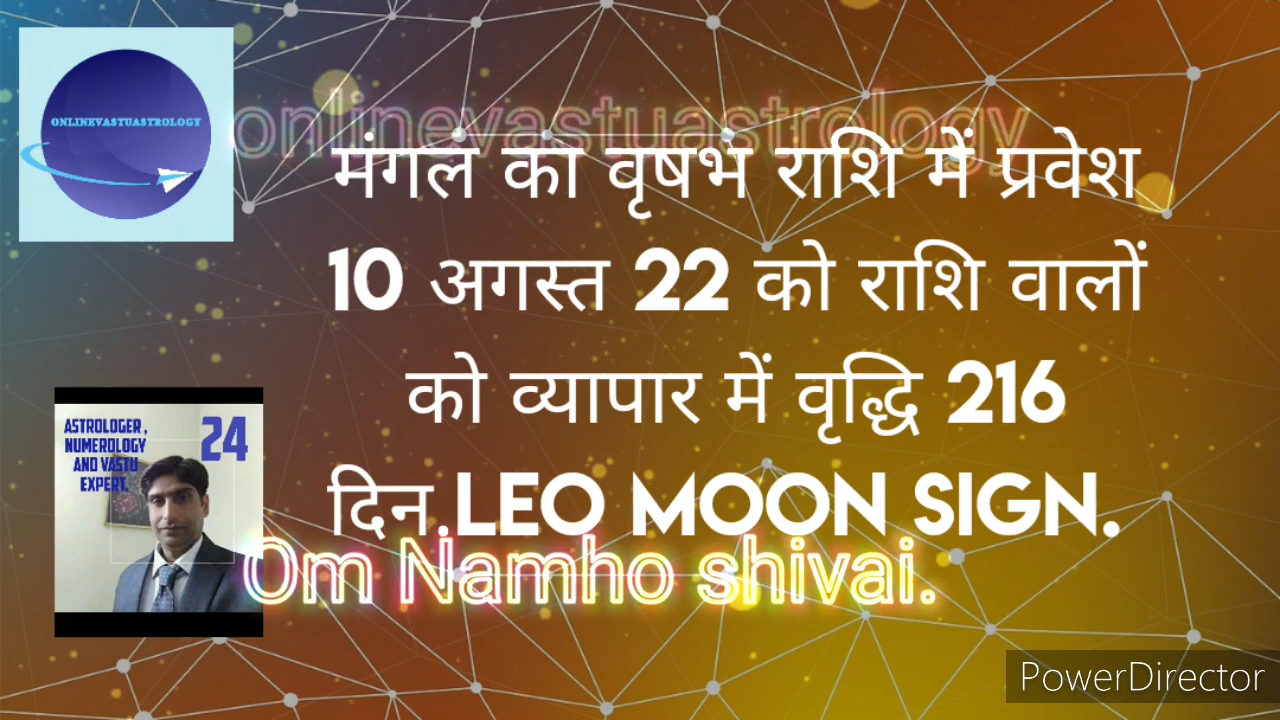 ONLINEVASTUASTROLOGY
onlinevastuastrology
मंगल का वृषभ राशि में प्रवेश
10 अगस्त 22 को राशि वालों
को व्यापार में वृद्धि 216
दिन.LEO MOON SIGN.
ASTROLOGER,
NUMEROLOGY
AND VASTU
EXPERT.
24
Om Namho shivai.
PowerDirector